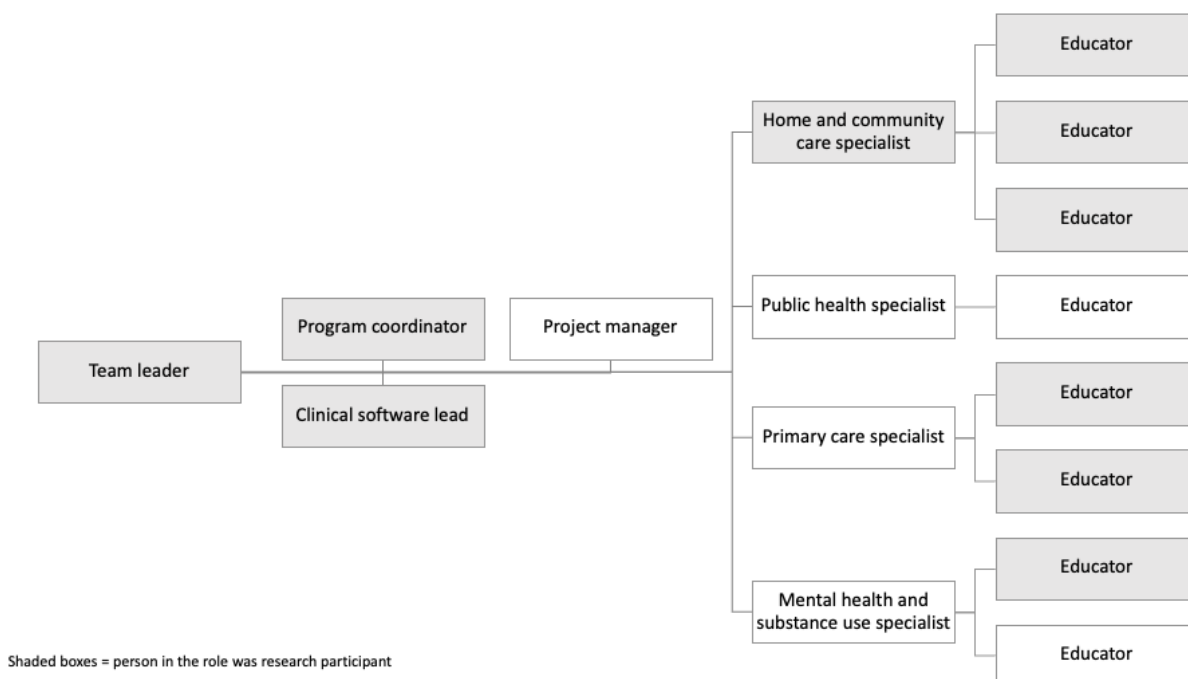 Educator
Home and community
care specialist
Educator
Educator
Public health specialist
Educator
Program coordinator
Project manager
Team leader
Clinical software lead
Educator
Primary care specialist
Educator
Educator
Mental health and
substance use specialist
Educator
Shaded boxes = person in the role was research participant